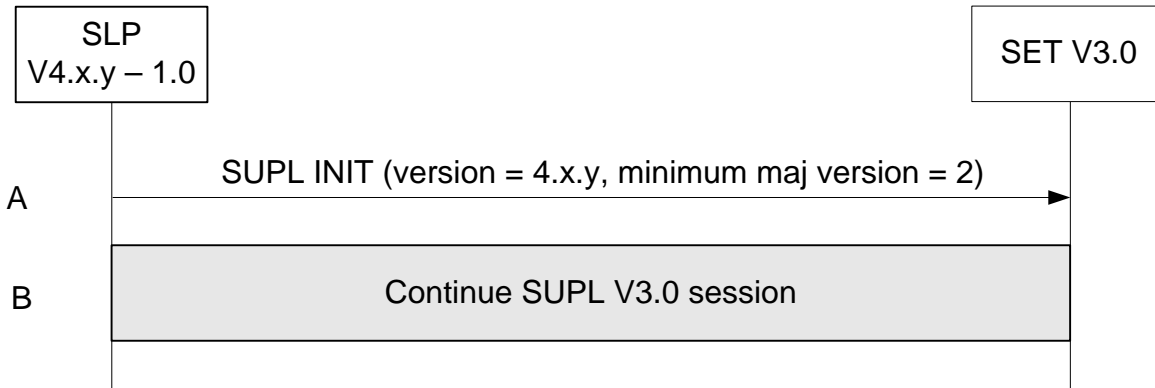 SLP
V4.x.y – 1.0
SET V3.0
SUPL INIT (version = 4.x.y, minimum maj version = 2)
A
Continue SUPL V3.0 session
B